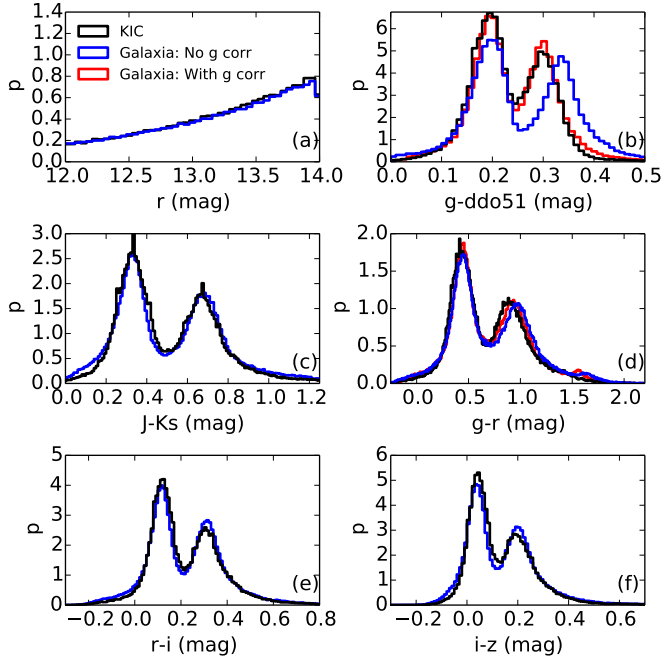 1.4
1.2
1.0
0.8
0.6
0.4
0.2
0.0
p
KIC
Galaxia: No g corr
Galaxia: With g corr
(a)
12.0 12.5 13.0 13.5 14.0
r (mag)
6
5
4
3
2
1
0
p
(b)
0.0 0.1 0.2 0.3 0.4 0.5
g-ddo51 (mag)
3.0
2.5
2.0
1.5
1.0
0.5
0.0
p
(c)
0.0 0.2 0.4 0.6 0.8 1.0 1.2
J-Ks (mag)
2.0
1.5
1.0
0.5
0.0
p
(d)
0.0 0.5 1.0 1.5 2.0
g-r (mag)
5
4
3
2
1
0
p
(e)
−0.2 0.0 0.2 0.4 0.6 0.8
r-i (mag)
6
5
4
3
2
1
0
p
(f)
−0.2 0.0 0.2 0.4 0.6
i-z (mag)